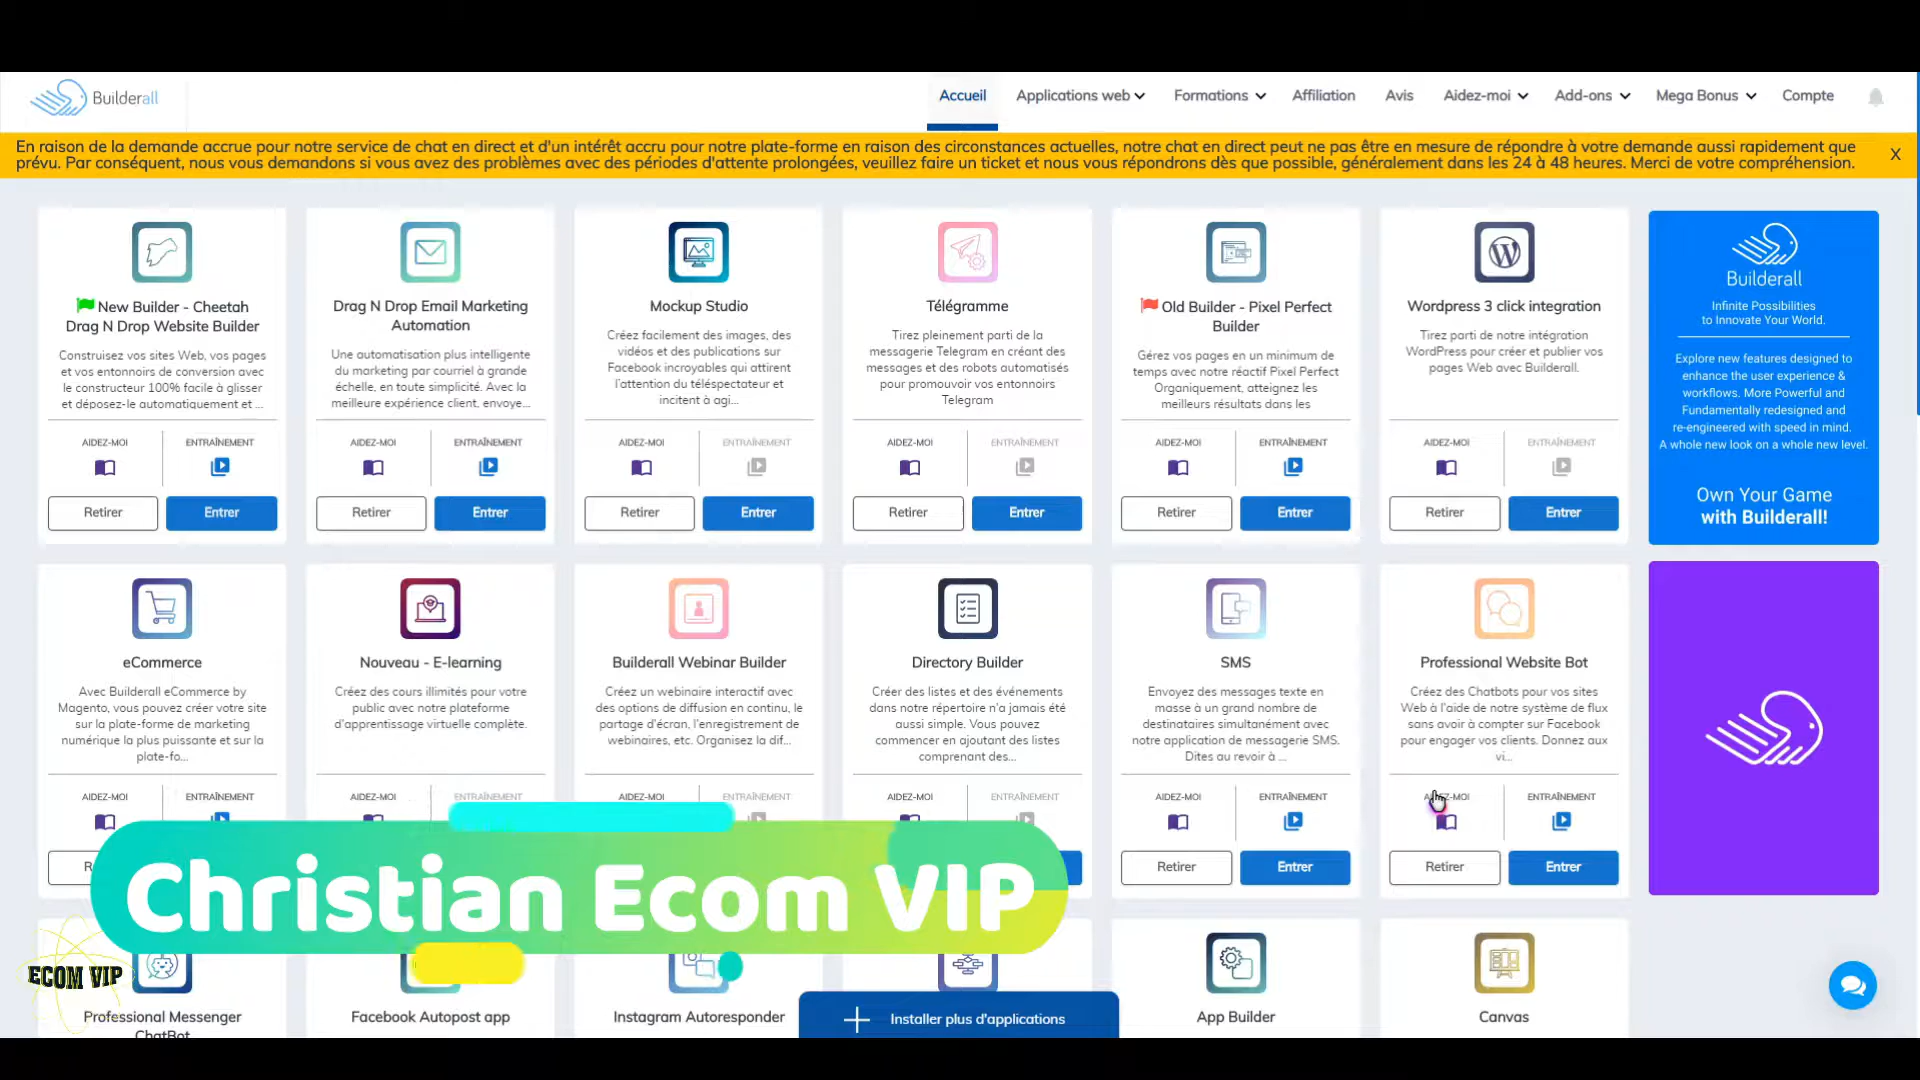 Builderall
Accueil
Applications web
Formations
Affiliation
Avis
Aidez-moi
Add-ons
Mega Bonus
Compte
En raison de la demande accrue pour notre service de chat en direct et d'un intérêt accru pour notre plate-forme en raison des circonstances actuelles, notre chat en direct peut ne pas être en mesure de répondre à votre demande aussi rapidement que
prévu. Par conséquent, nous vous demandons si vous avez des problèmes avec des périodes d'attente prolongées, veuillez faire un ticket et nous vous répondrons dès que possible, généralement dans les 24 à 48 heures. Merci de votre compréhension.
X
New Builder - Cheetah
Drag N Drop Website Builder
Construisez vos sites Web, vos pages
et vos entonnoirs de conversion avec
le constructeur 100% facile à glisser
et déposez-le automatiquement et ...
AIDEZ-MOI
ENTRAÎNEMENT
Retirer
Entrer
Drag N Drop Email Marketing
Automation
Une automatisation plus intelligente
du marketing par courriel à grande
échelle, en toute simplicité. Avec la
meilleure expérience client, envoye...
AIDEZ-MOI
ENTRAÎNEMENT
Retirer
Entrer
Mockup Studio
Créez facilement des images, des
vidéos et des publications sur
Facebook incroyables qui attirent
l'attention du téléspectateur et
incitent à agi...
AIDEZ-MOI
ENTRAÎNEMENT
Retirer
Entrer
Télégramme
Tirez pleinement parti de la
messagerie Telegram en créant des
messages et des robots automatisés
pour promouvoir vos entonnoirs
Telegram
AIDEZ-MOI
ENTRAÎNEMENT
Retirer
Entrer
Old Builder - Pixel Perfect
Builder
Gérez vos pages en un minimum de
temps avec notre réactif Pixel Perfect
Organiquement, atteignez les
meilleurs résultats dans les
AIDEZ-MOI
ENTRAÎNEMENT
Retirer
Entrer
Wordpress 3 click integration
Tirez parti de notre intégration
WordPress pour créer et publier vos
pages Web avec Builderall.
AIDEZ-MOI
ENTRAÎNEMENT
Retirer
Entrer
Builderall
Infinite Possibilities
to Innovate Your World.
Explore new features designed to
enhance the user experience &
workflows. More Powerful and
Fundamentally redesigned and
re-engineered with speed in mind.
A whole new look on a whole new level.
Own Your Game
with Builderall!
eCommerce
Avec Builderall eCommerce by
Magento, vous pouvez créer votre site
sur la plate-forme de marketing
numérique la plus puissante et sur la
plate-fo...
AIDEZ-MOI
ENTRAÎNEMENT
Nouveau - E-learning
Créez des cours illimités pour votre
public avec notre plateforme
d'apprentissage virtuelle complète.
AIDEZ-MOI
ENTRAÎNEMENT
Builderall Webinar Builder
Créez un webinaire interactif avec
des options de diffusion en continu, le
partage d'écran, l'enregistrement de
webinaires, etc. Organisez la dif...
AIDEZ-MOI
ENTRAÎNEMENT
Directory Builder
Créer des listes et des événements
dans notre répertoire n'a jamais été
aussi simple. Vous pouvez
commencer en ajoutant des listes
comprenant des...
AIDEZ-MOI
ENTRAÎNEMENT
SMS
Envoyez des messages texte en
masse à un grand nombre de
destinataires simultanément avec
notre application de messagerie SMS.
Dites au revoir à ...
AIDEZ-MOI
ENTRAÎNEMENT
Retirer
Entrer
Professional Website Bot
Créez des Chatbots pour vos sites
Web à l'aide de notre système de flux
sans avoir à compter sur Facebook
pour engager vos clients. Donnez aux
vi...
AIDEZ-MOI
ENTRAÎNEMENT
Retirer
Entrer
Christian Ecom VIP
ECOM VIP
Professional Messenger
ChatBot
Facebook Autopost app
Instagram Autoresponder
Installer plus d'applications
App Builder
Canvas